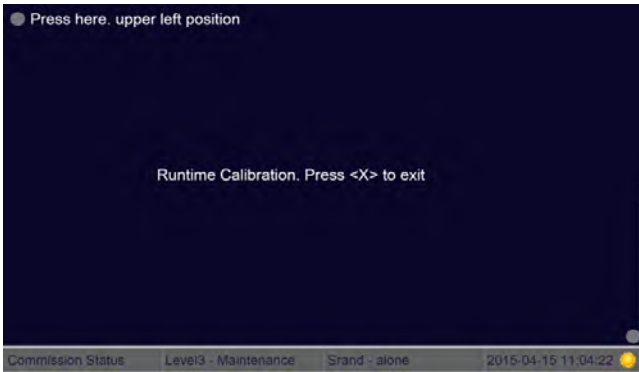 Press here. upper left position
Runtime Calibration. Press <X> to exit
Commission Status Level3 - Maintenance Srand - alone 2015-04-15 11:04:22